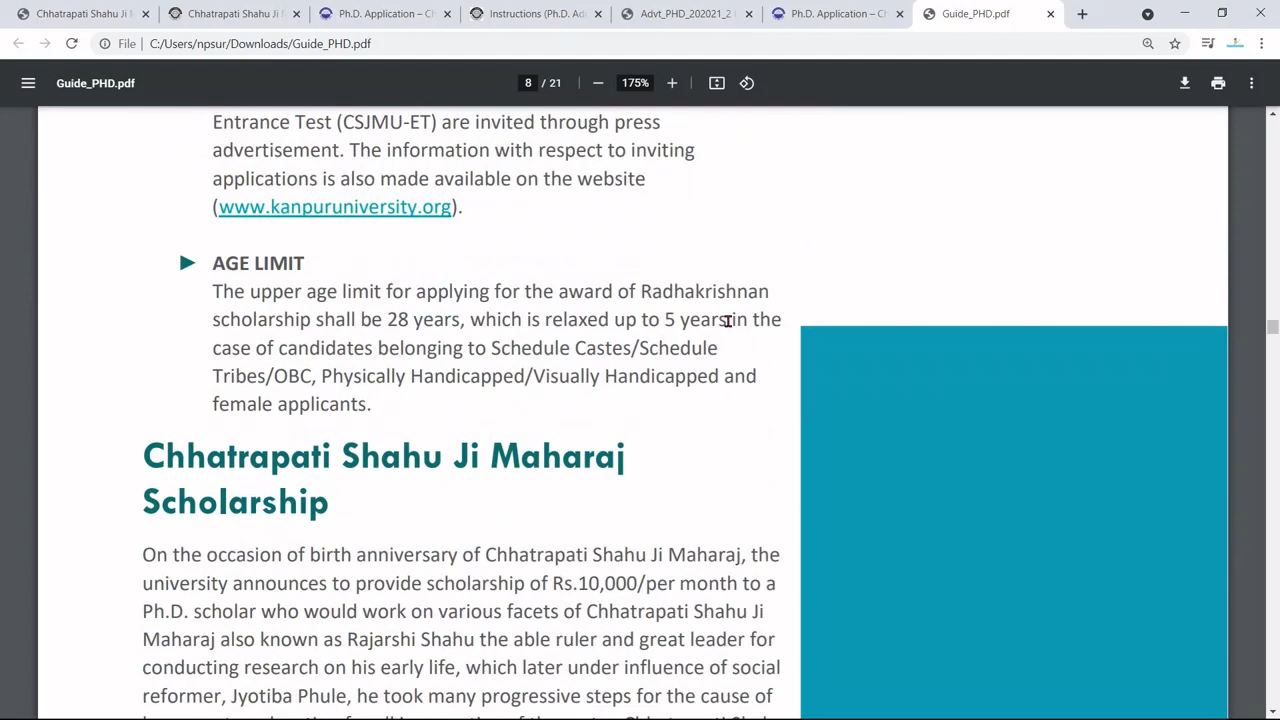 Chhatrapati Shahu Ji M
Chhatrapati Shahu Ji M
Ph.D. Application – Ch
Instructions (Ph.D. Ad
Advt_PHD_202021_2
Ph.D. Application – Ch
Guide_PHD.pdf
File C:/Users/npsur/Downloads/Guide_PHD.pdf
Guide_PHD.pdf 8 / 21 175%
Entrance Test (CSJMU-ET) are invited through press
advertisement. The information with respect to inviting
applications is also made available on the website
(www.kanpuruniversity.org).
AGE LIMIT
The upper age limit for applying for the award of Radhakrishnan
scholarship shall be 28 years, which is relaxed up to 5 years in the
case of candidates belonging to Schedule Castes/Schedule
Tribes/OBC, Physically Handicapped/Visually Handicapped and
female applicants.
Chhatrapati Shahu Ji Maharaj
Scholarship
On the occasion of birth anniversary of Chhatrapati Shahu Ji Maharaj, the
university announces to provide scholarship of Rs.10,000/per month to a
Ph.D. scholar who would work on various facets of Chhatrapati Shahu Ji
Maharaj also known as Rajarshi Shahu the able ruler and great leader for
conducting research on his early life, which later under influence of social
reformer, Jyotiba Phule, he took many progressive steps for the cause of